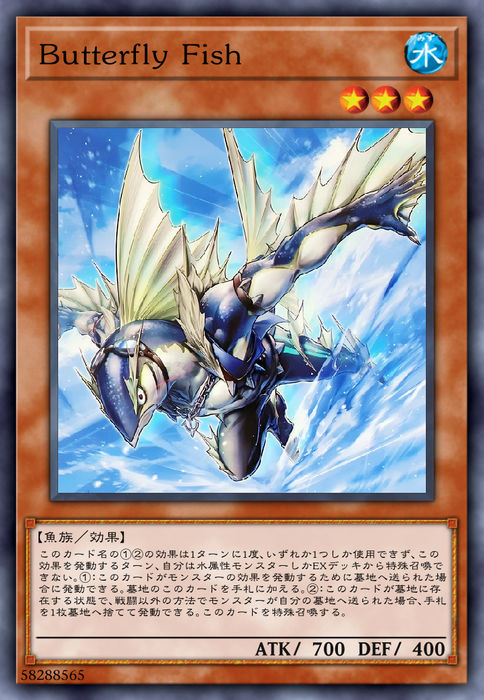 Butterfly Fish
みず
水
【魚族／効果】
このカード名の①②の効果は1ターンに1度、いずれか1つしか使用できず、この
効果を発動するターン、自分は水属性モンスターしかEXデッキから特殊召喚で
きない。①：このカードがモンスターの効果を発動するために墓地へ送られた場
合に発動できる。墓地のこのカードを手札に加える。②：このカードが墓地に存
在する状態で、戦闘以外の方法でモンスターが自分の墓地へ送られた場合、手札
を1枚墓地へ捨てて発動できる。このカードを特殊召喚する。
ATK/ 700 DEF/ 400
58288565